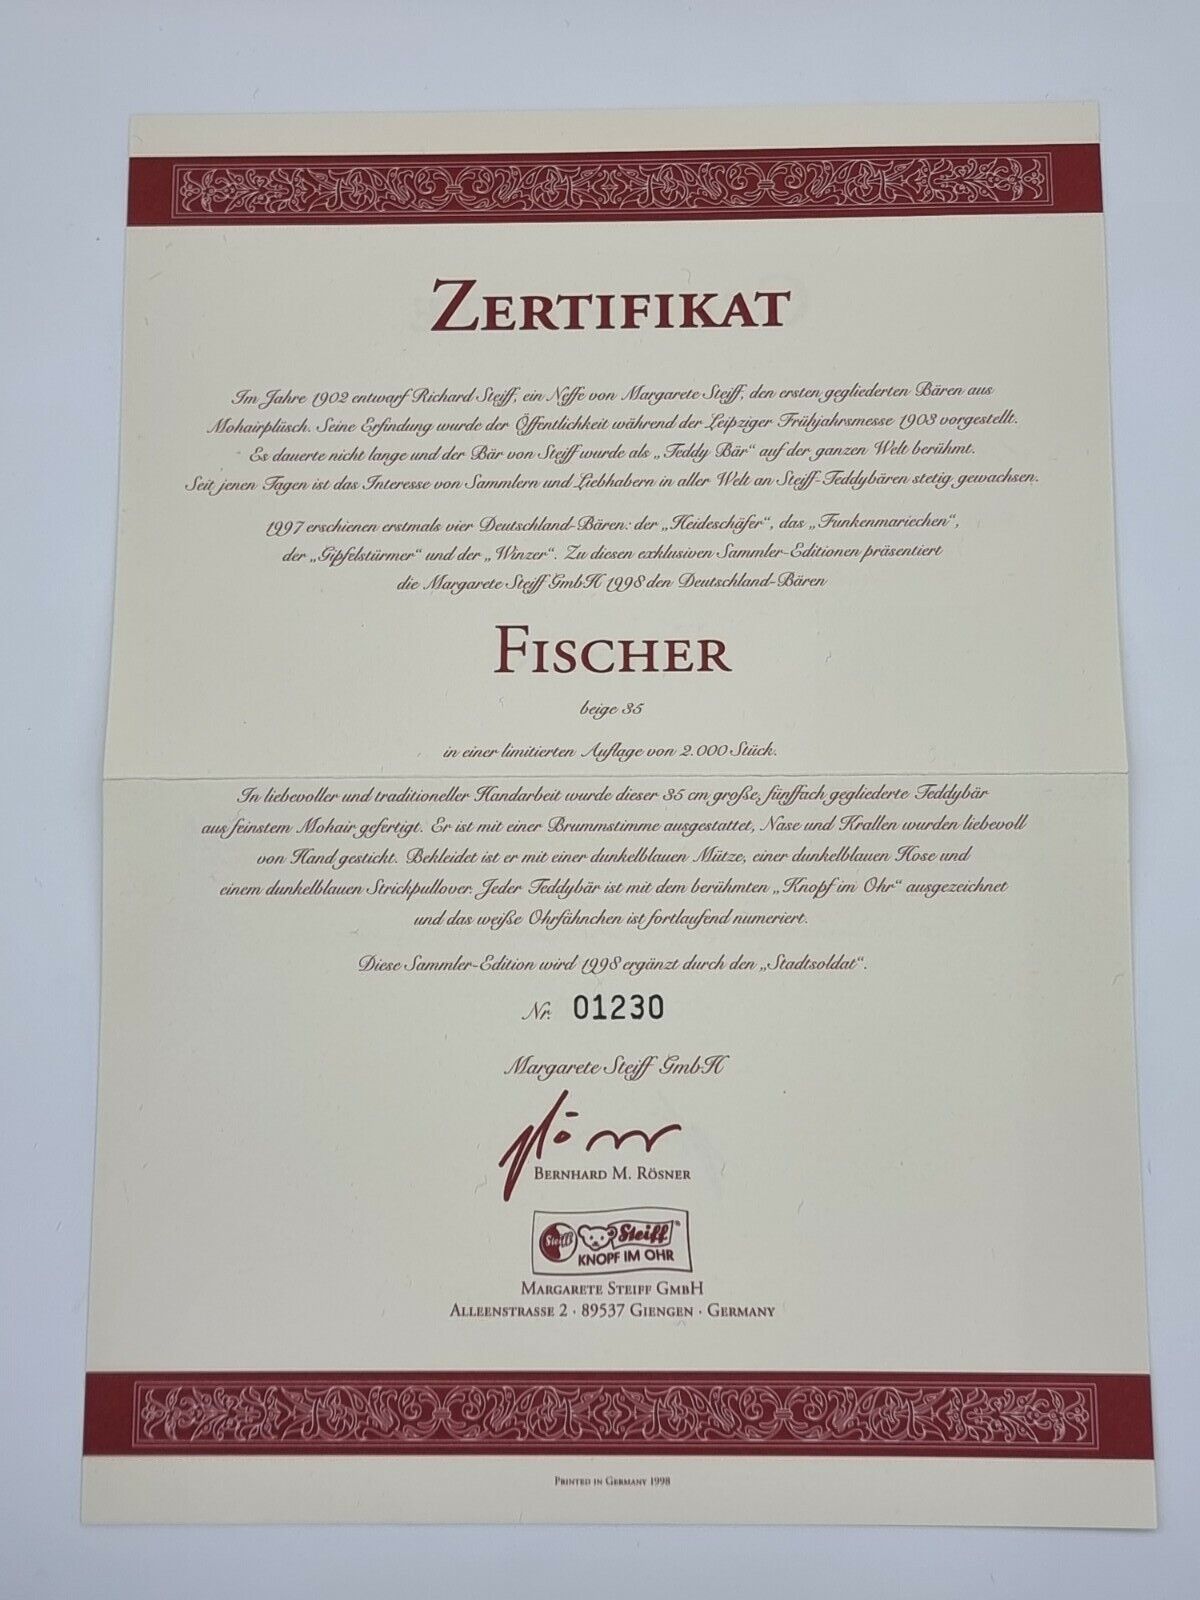 ZERTIFIKAT
Im Jahre 1902 entwarf Richard Steiff, ein Neffe von Margarete Steiff, den ersten gegliederten Bären aus
Mohairplüsch. Seine Erfindung wurde der Öffentlichkeit während der Leipziger Frühjahrsmesse 1903 vorgestellt.
Es dauerte nicht lange und der Bär von Steiff wurde als „Teddy Bär“ auf der ganzen Welt berühmt.
Seit jenen Tagen ist das Interesse von Sammlern und Liebhabern in aller Welt an Steiff-Teddybären stetig gewachsen.
1997 erschienen erstmals vier Deutschland-Bären: der „Heideschäfer“, das „Funkenmariechen“,
der „Gipfelstürmer“ und der „Winzer“. Zu diesen exklusiven Sammler-Editionen präsentiert
die Margarete Steiff GmbH 1998 den Deutschland-Bären
FISCHER
beige 35
in einer limitierten Auflage von 2.000 Stück.
In liebevoller und traditioneller Handarbeit wurde dieser 35 cm große, fünffach gegliederte Teddybär
aus feinstem Mohair gefertigt. Er ist mit einer Brummstimme ausgestattet, Nase und Krallen wurden liebevoll
von Hand gestickt. Bekleidet ist er mit einer dunkelblauen Mütze, einer dunkelblauen Hose und
einem dunkelblauen Strickpullover. Jeder Teddybär ist mit dem berühmten „Knopf im Ohr“ ausgezeichnet
und das weiße Ohrfähnchen ist fortlaufend numeriert.
Diese Sammler-Edition wird 1998 ergänzt durch den „Stadtsoldat“.
Nr. 01230
Margarete Steiff GmbH
BERNHARD M. RÖSNER
Steiff Steiff®
KNOPF IM OHR
MARGARETE STEIFF GMBH
ALLEENSTRASSE 2 · 89537 GIENGEN · GERMANY
PRINTED IN GERMANY 1998